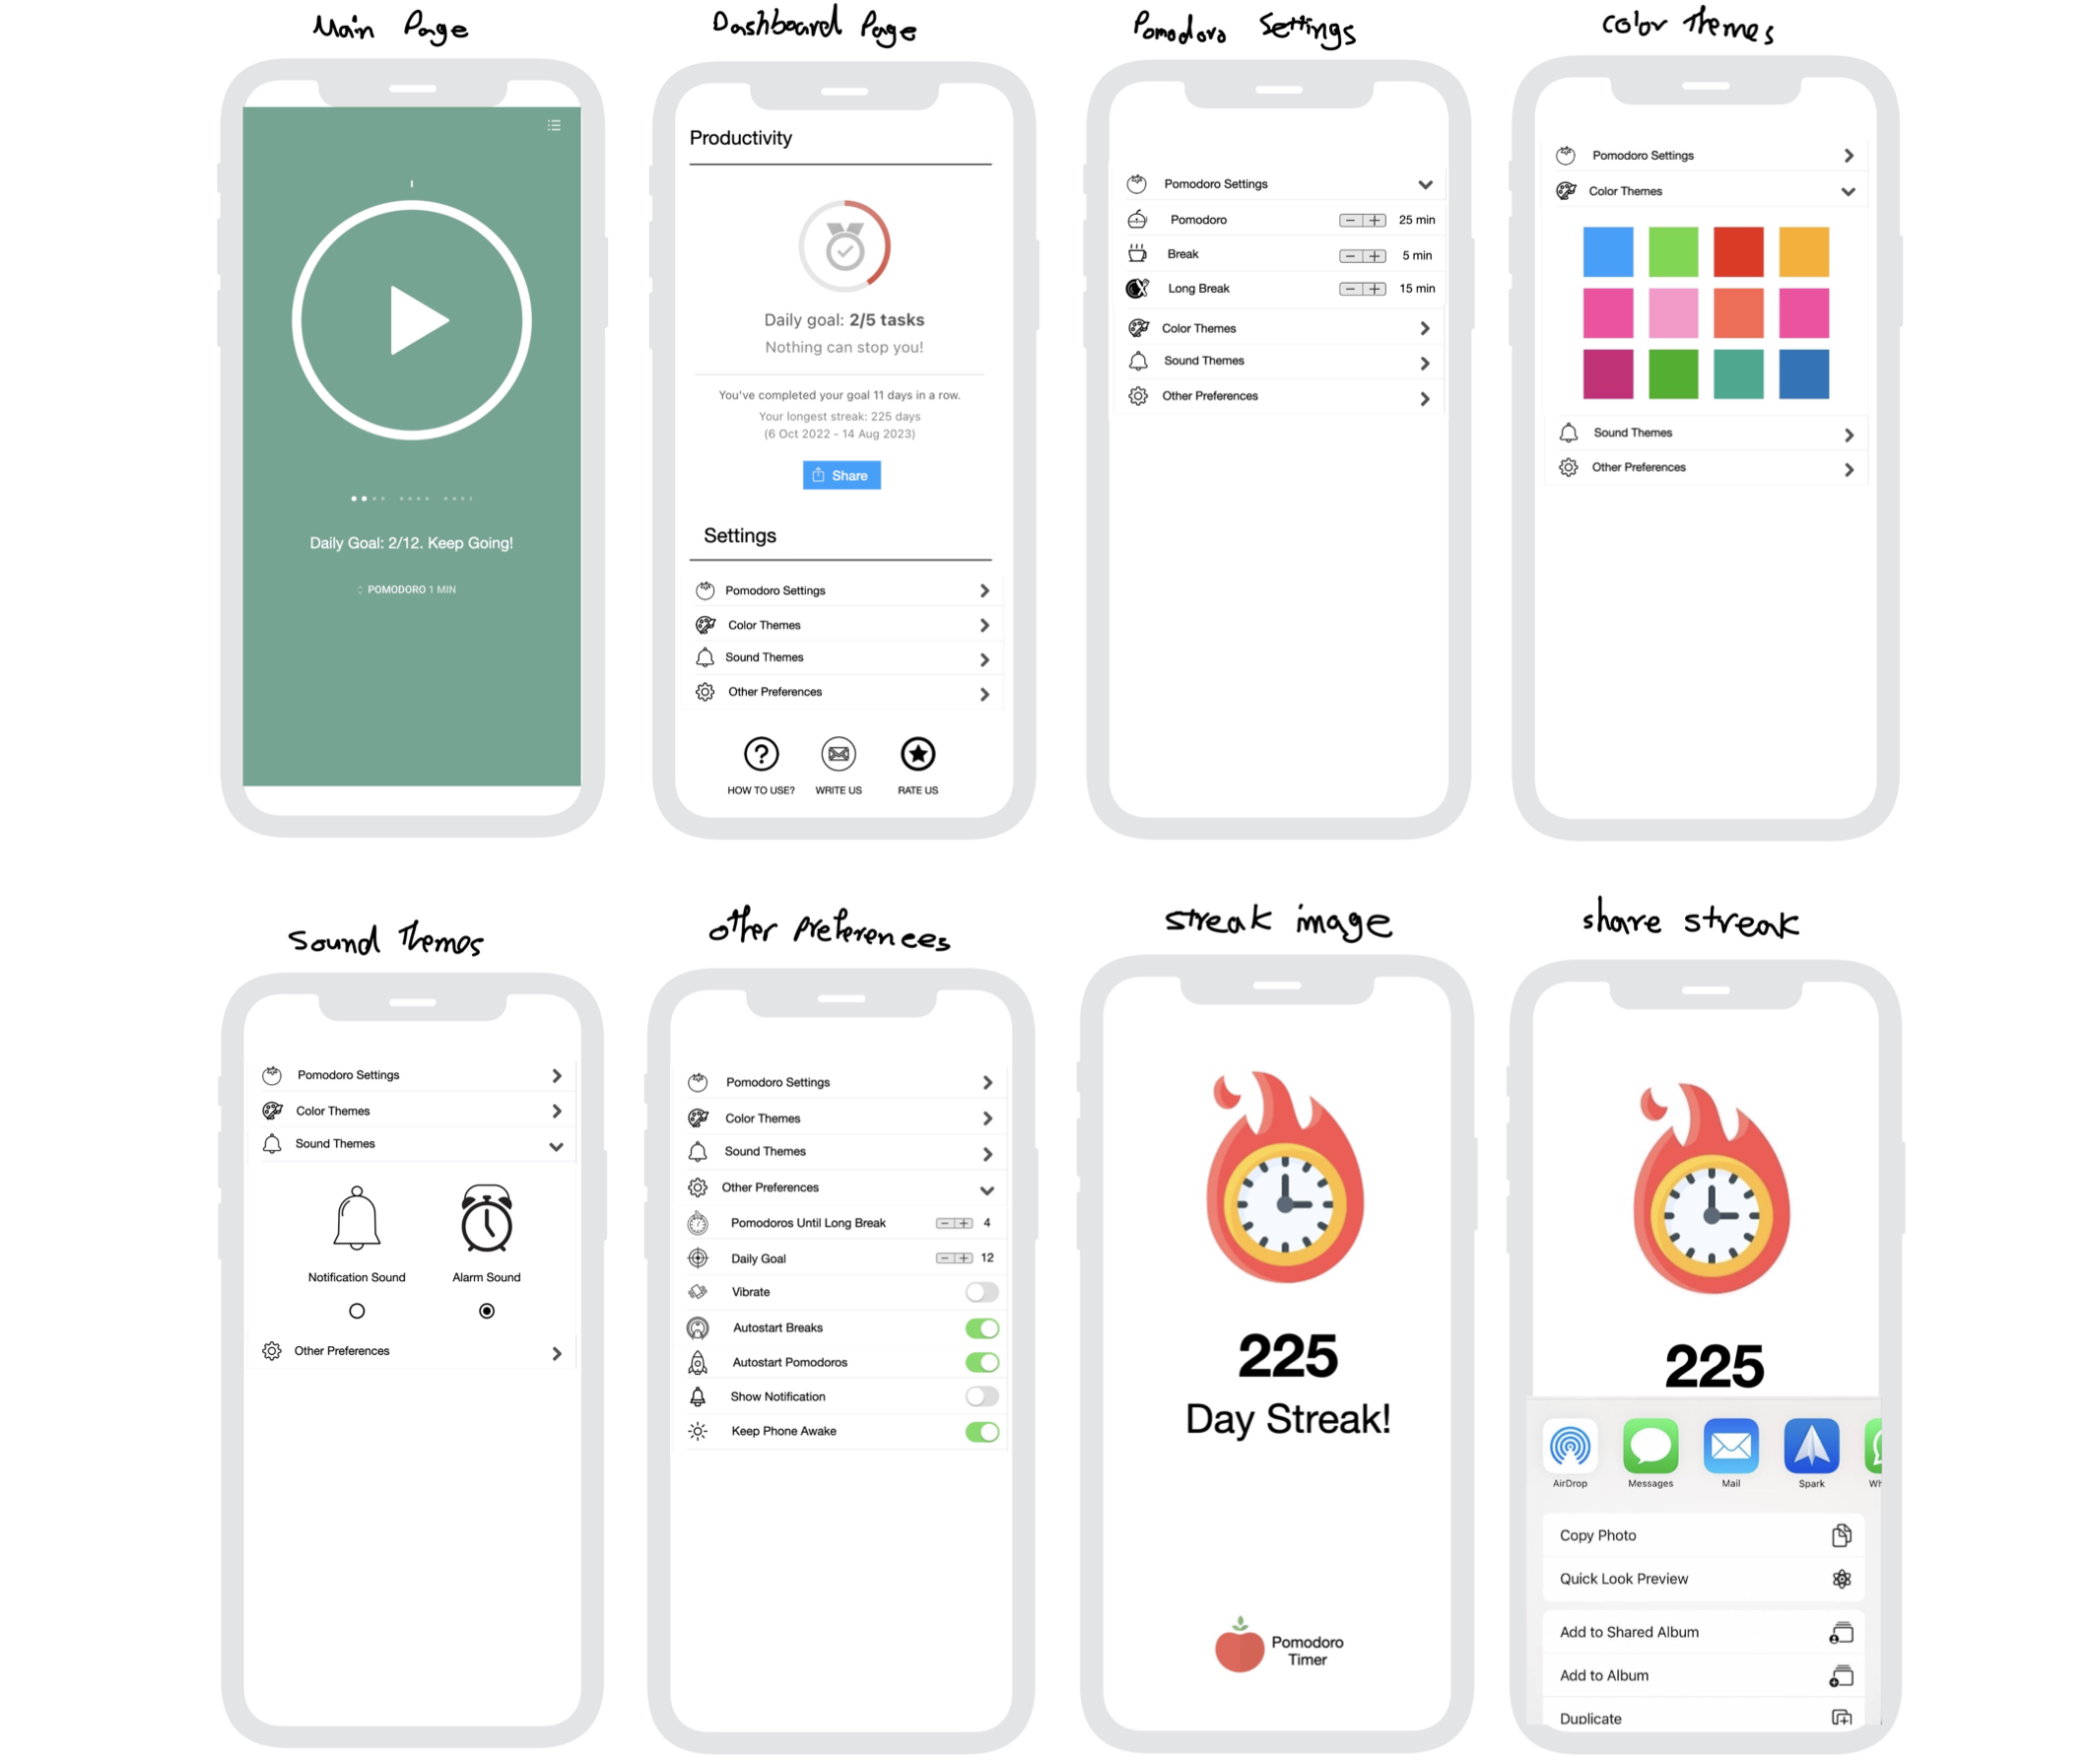 Main Page
Dashboard Page
Pomodoro Settings
Color Themes
Daily Goal: 2/12. Keep Going!
POMODORO 1 MIN
Productivity
Daily goal: 2/5 tasks
Nothing can stop you!
You've completed your goal 11 days in a row.
Your longest streak: 225 days
(6 Oct 2022 - 14 Aug 2023)
Share
Settings
Pomodoro Settings
Color Themes
Sound Themes
Other Preferences
HOW TO USE? WRITE US RATE US
Pomodoro Settings
Pomodoro 25 min
Break 5 min
Long Break 15 min
Color Themes
Sound Themes
Other Preferences
Pomodoro Settings
Color Themes
Sound Themes
Other Preferences
Sound Themes
Other Preferences
Streak image
share streak
Pomodoro Settings
Color Themes
Sound Themes
Notification Sound Alarm Sound
Other Preferences
Pomodoro Settings
Color Themes
Sound Themes
Other Preferences
Pomodoros Until Long Break 4
Daily Goal 12
Vibrate
Autostart Breaks
Autostart Pomodoros
Show Notification
Keep Phone Awake
225
Day Streak!
Pomodoro
Timer
225
AirDrop Messages Mail Spark Wh
Copy Photo
Quick Look Preview
Add to Shared Album
Add to Album
Duplicate